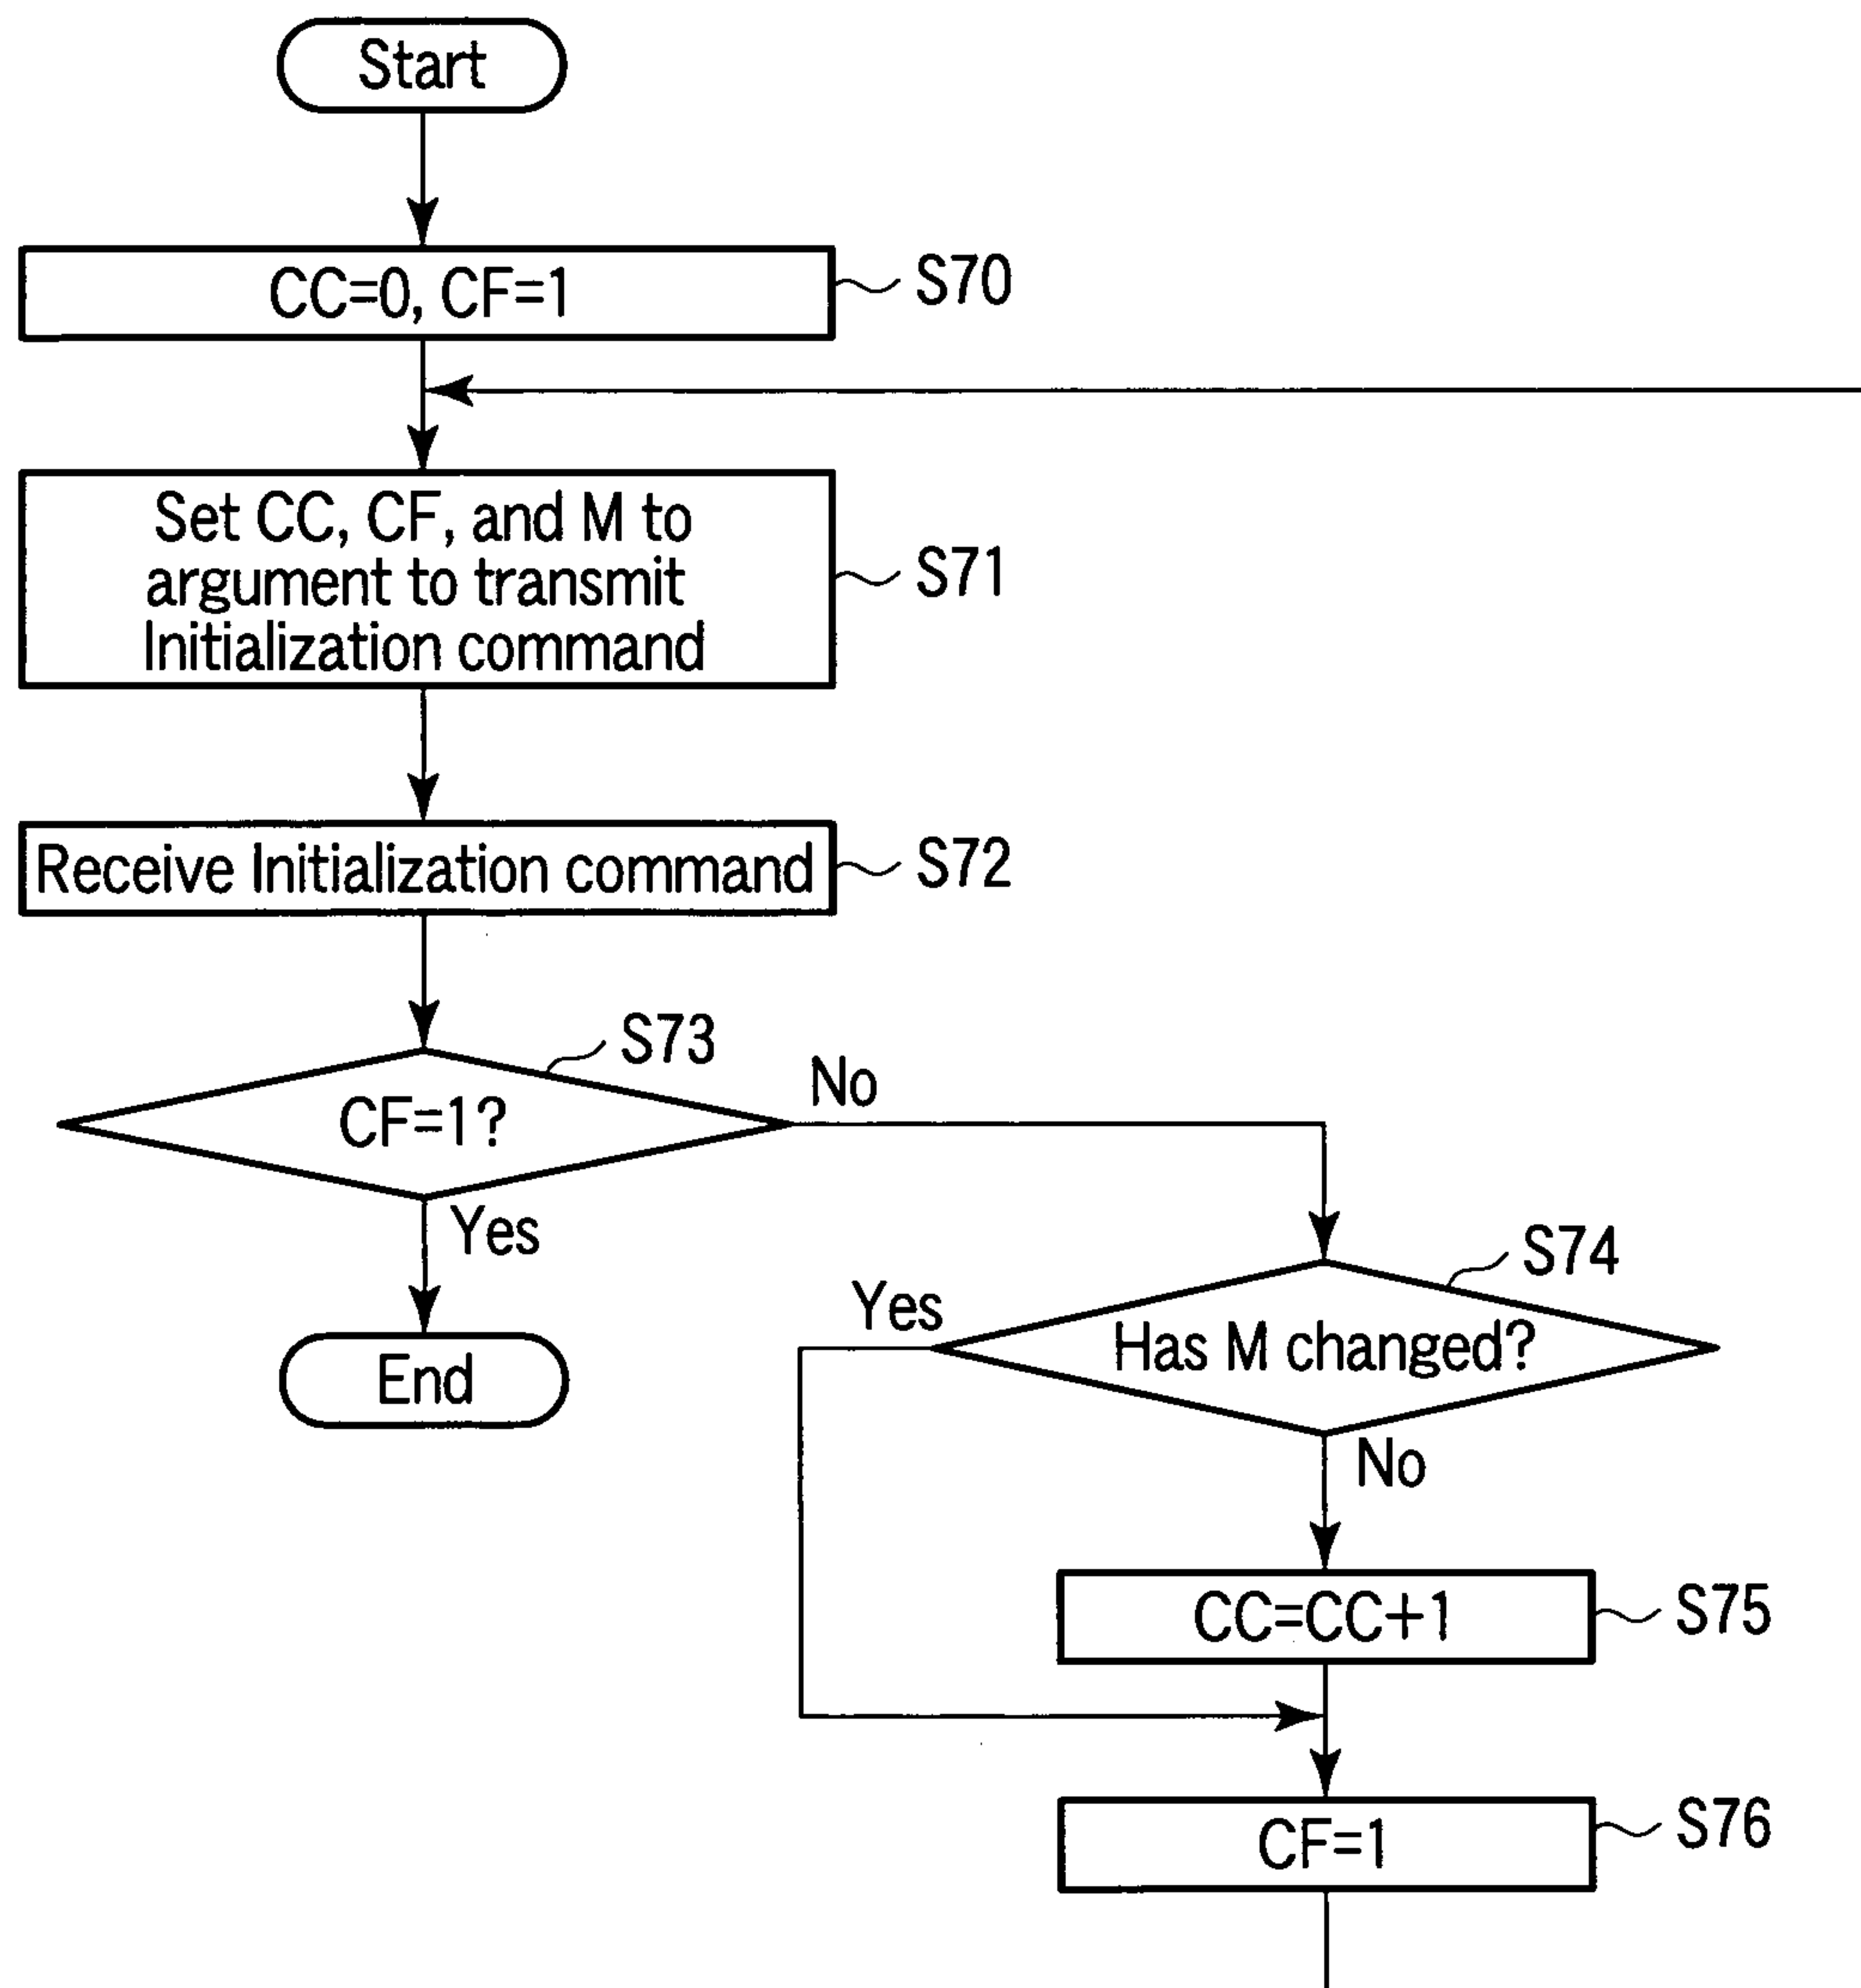 Start
CC=0, CF=1
S70
Set CC, CF, and M to
argument to transmit
Initialization command
S71
Receive Initialization command
S72
S73
CF=1?
No
Yes
End
S74
Yes
Has M changed?
No
CC=CC+1
S75
CF=1
S76